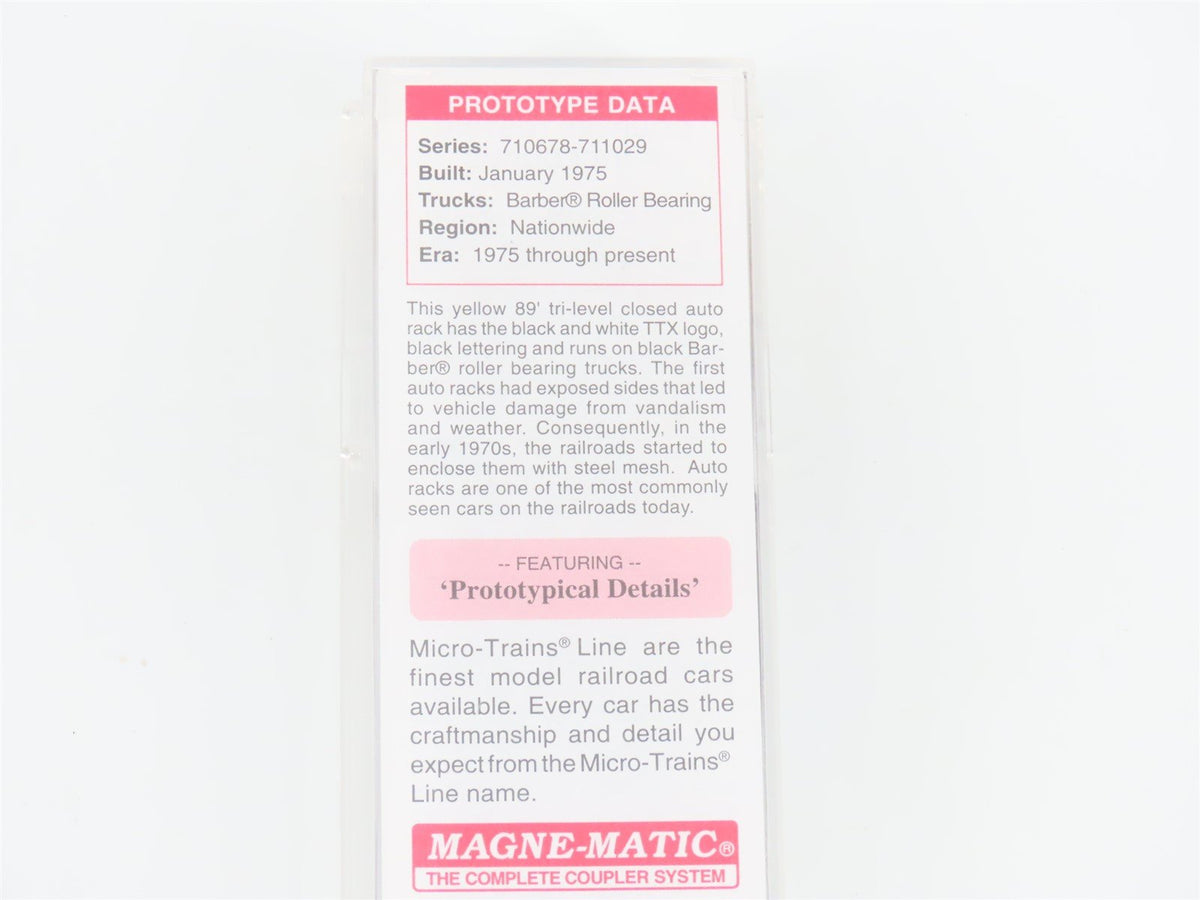 PROTOTYPE DATA
Series: 710678-711029
Built: January 1975
Trucks: Barber® Roller Bearing
Region: Nationwide
Era: 1975 through present
This yellow 89' tri-level closed auto
rack has the black and white TTX logo,
black lettering and runs on black Bar-
ber® roller bearing trucks. The first
auto racks had exposed sides that led
to vehicle damage from vandalism
and weather. Consequently, in the
early 1970s, the railroads started to
enclose them with steel mesh. Auto
racks are one of the most commonly
seen cars on the railroads today.
-- FEATURING --
‘Prototypical Details’
Micro-Trains® Line are the
finest model railroad cars
available. Every car has the
craftmanship and detail you
expect from the Micro-Trains®
Line name.
MAGNE-MATIC®
THE COMPLETE COUPLER SYSTEM